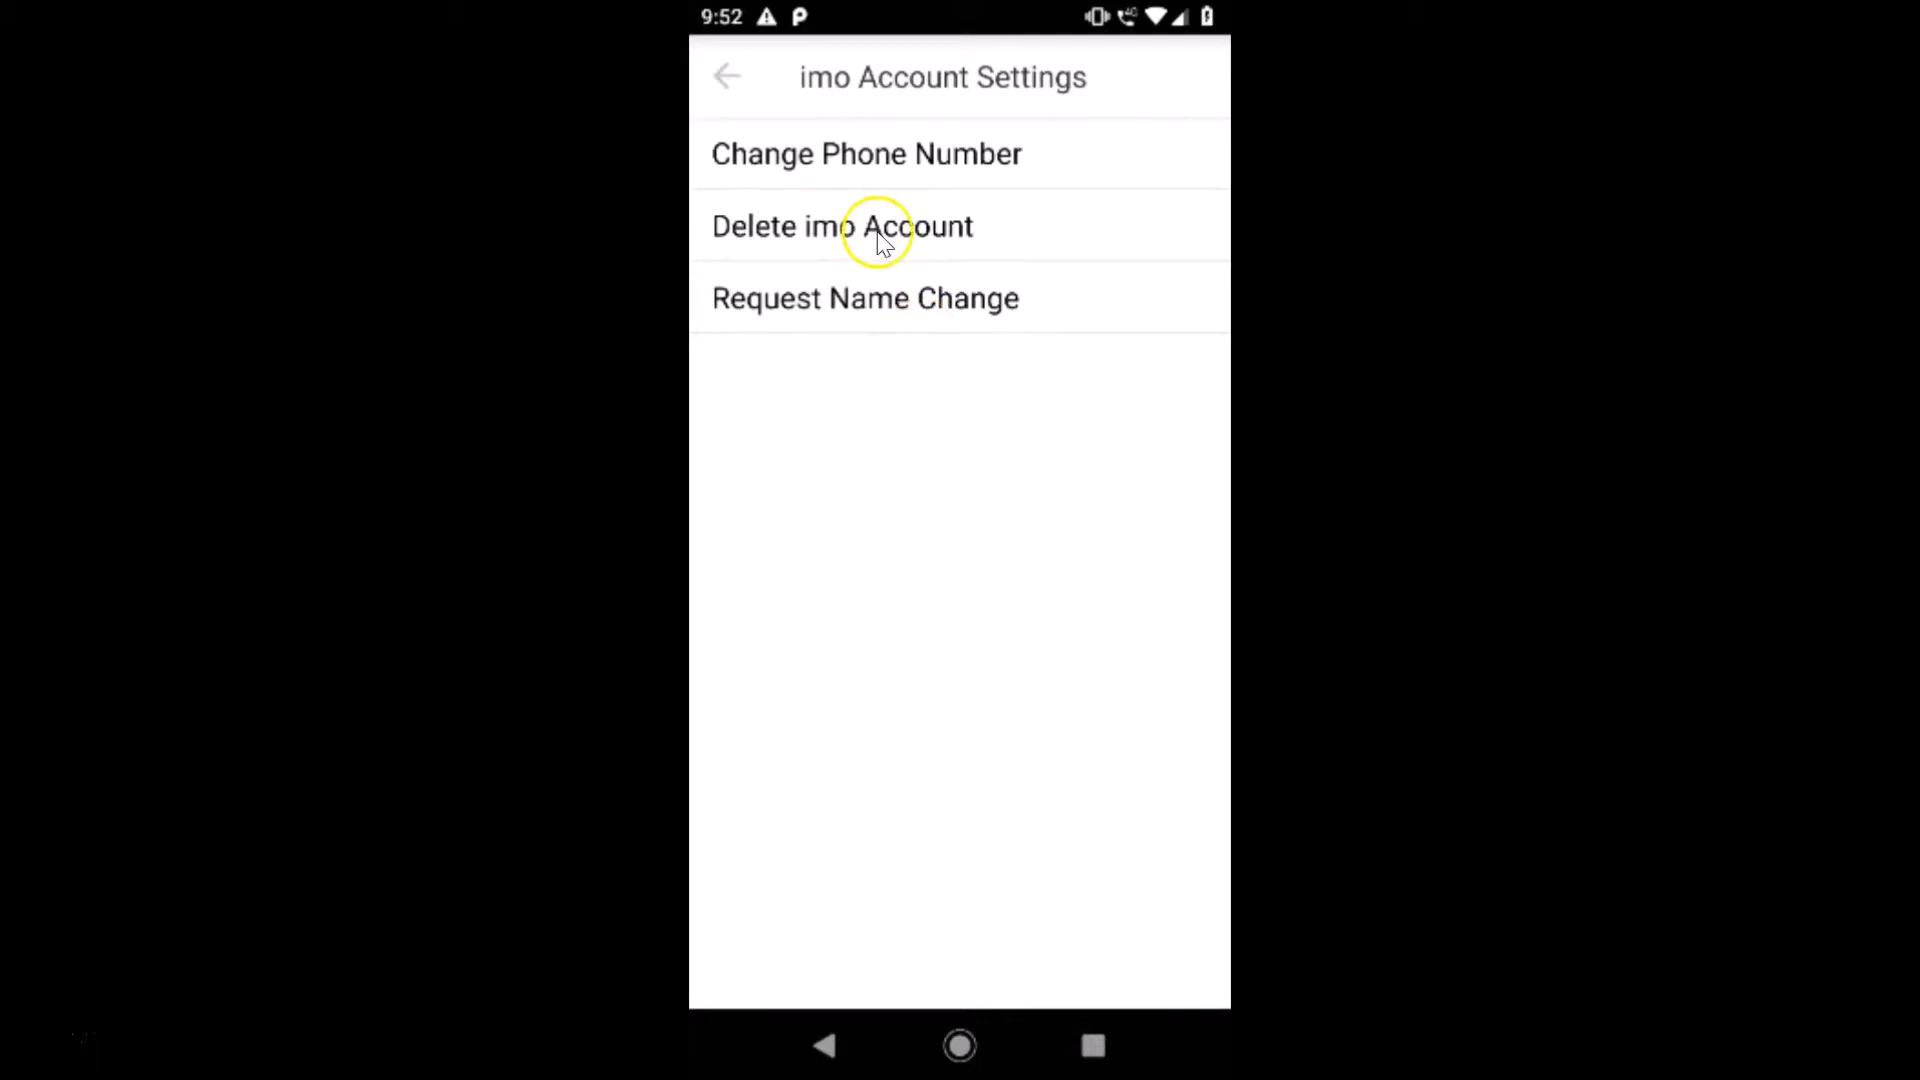 9:52
imo Account Settings
Change Phone Number
Delete imo Account
Request Name Change